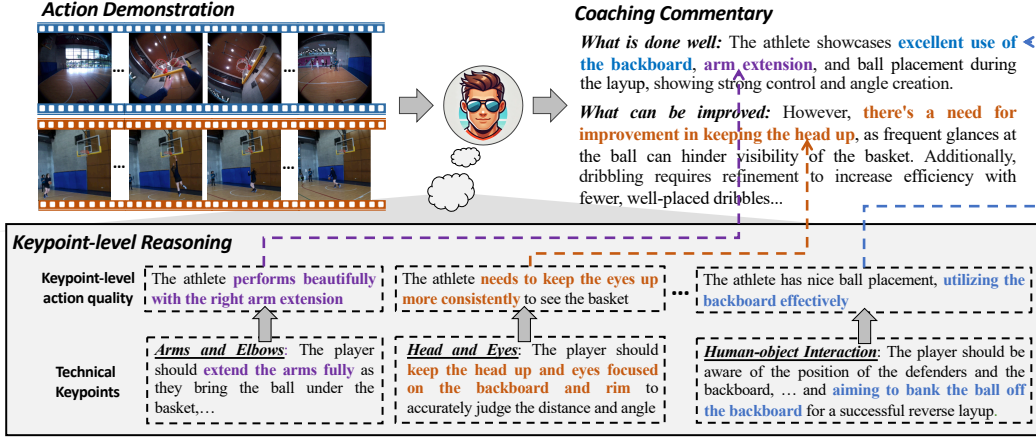 Action Demonstration
...
...
...
...
Coaching Commentary
What is done well: The athlete showcases excellent use of
the backboard, arm extension, and ball placement during
the layup, showing strong control and angle creation.
What can be improved: However, there's a need for
improvement in keeping the head up, as frequent glances at
the ball can hinder visibility of the basket. Additionally,
dribbling requires refinement to increase efficiency with
fewer, well-placed dribbles...
Keypoint-level Reasoning
Keypoint-level
action quality
The athlete performs beautifully
with the right arm extension
The athlete needs to keep the eyes up
more consistently to see the basket
...
The athlete has nice ball placement, utilizing the
backboard effectively
Technical
Keypoints
Arms and Elbows: The player
should extend the arms fully as
they bring the ball under the
basket,…
Head and Eyes: The player should
keep the head up and eyes focused
on the backboard and rim to
accurately judge the distance and angle
Human-object Interaction: The player should be
aware of the position of the defenders and the
backboard, … and aiming to bank the ball off
the backboard for a successful reverse layup.